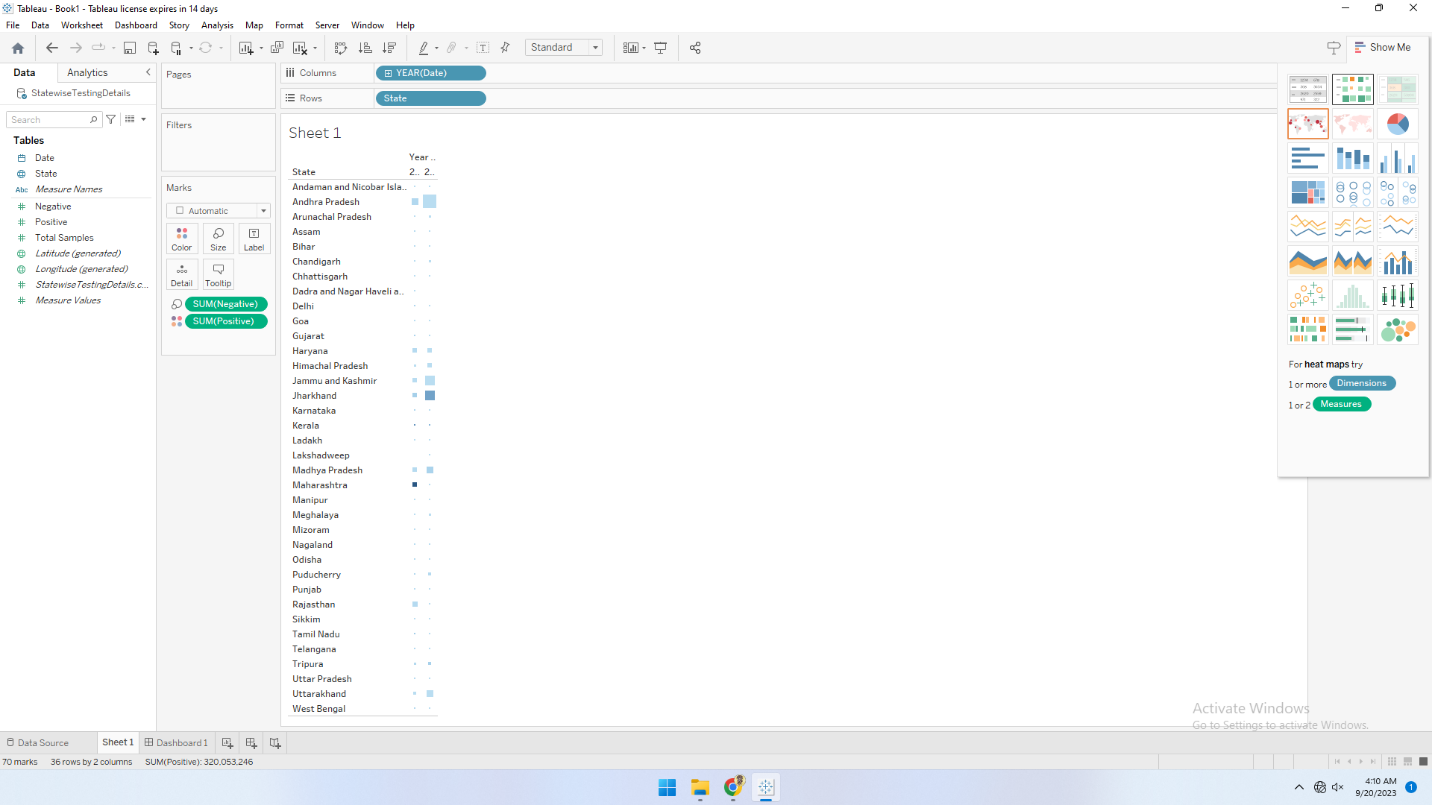 Tableau - Book1 - Tableau license expires in 14 days
File Data Worksheet Dashboard Story Analysis Map Format Server Window Help
Standard
Show Me
Data Analytics
StatewiseTestingDetails
Search
Tables
Date
State
Abc Measure Names
Negative
Positive
Total Samples
Latitude (generated)
Longitude (generated)
StatewiseTestingDetails.c...
Measure Values
Pages
Filters
Marks
Automatic
Color Size Label
Detail Tooltip
SUM(Negative)
SUM(Positive)
Columns YEAR(Date)
Rows State
Sheet 1
Year ..
State 2.. 2..
Andaman and Nicobar Isla..
Andhra Pradesh
Arunachal Pradesh
Assam
Bihar
Chandigarh
Chhattisgarh
Dadra and Nagar Haveli a..
Delhi
Goa
Gujarat
Haryana
Himachal Pradesh
Jammu and Kashmir
Jharkhand
Karnataka
Kerala
Ladakh
Lakshadweep
Madhya Pradesh
Maharashtra
Manipur
Meghalaya
Mizoram
Nagaland
Odisha
Puducherry
Punjab
Rajasthan
Sikkim
Tamil Nadu
Telangana
Tripura
Uttar Pradesh
Uttarakhand
West Bengal
For heat maps try
1 or more Dimensions
1 or 2 Measures
Activate Windows
Go to Settings to activate Windows.
Data Source Sheet 1 Dashboard 1
70 marks 36 rows by 2 columns SUM(Positive): 320,053,246
4:10 AM
9/20/2023
1